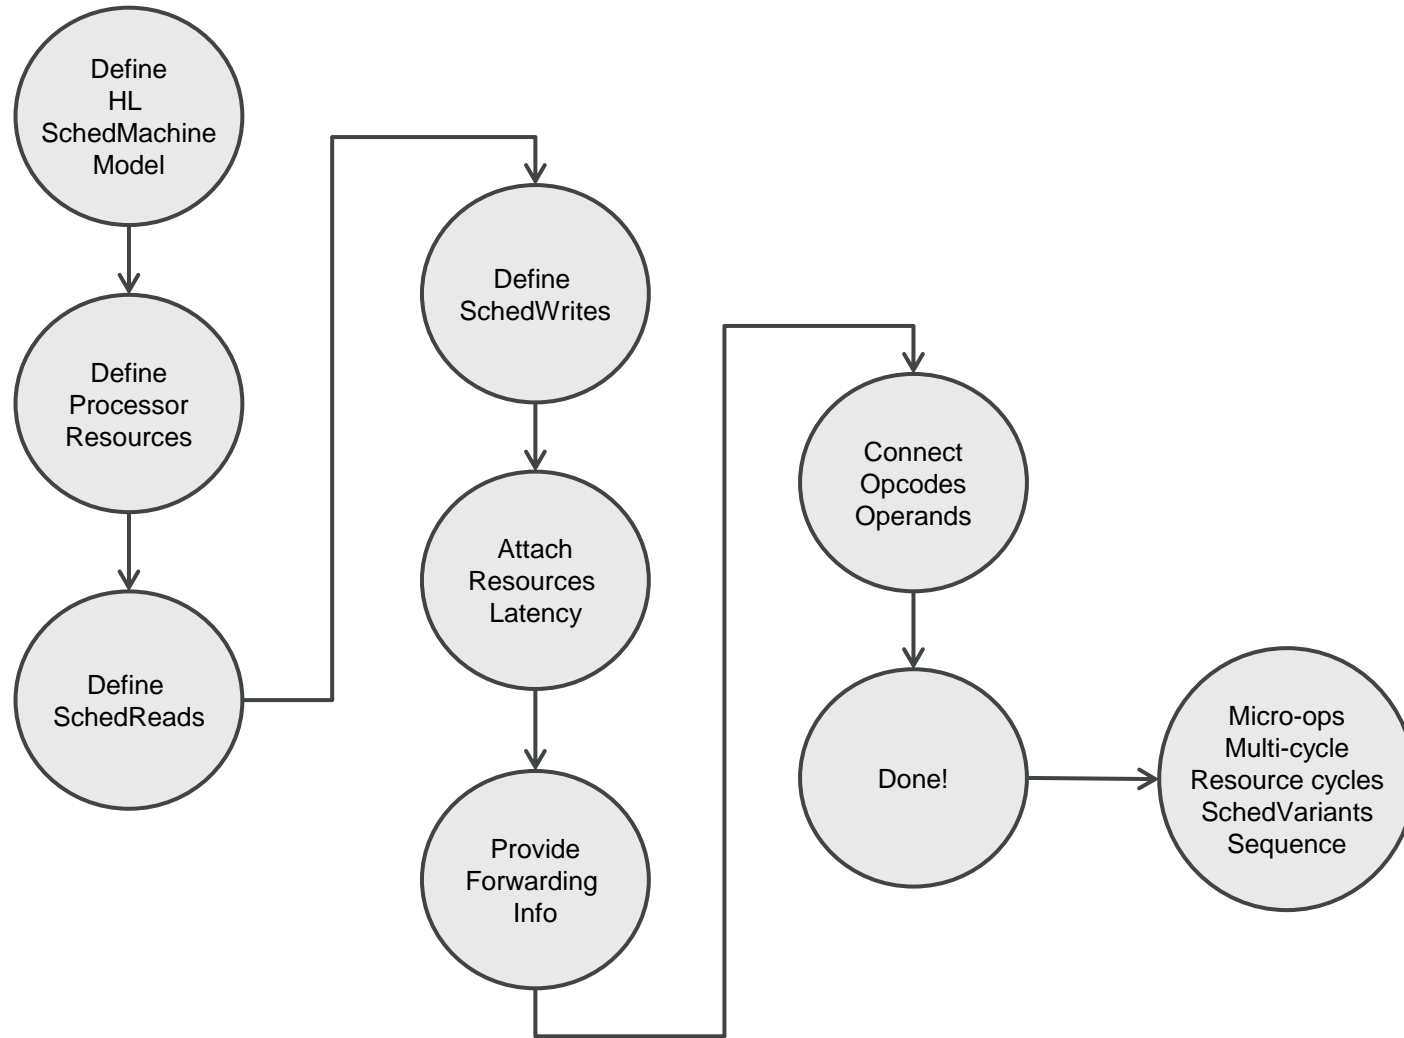 Define
HL
SchedMachine
Model
Define
Processor
Resources
Define
SchedReads
Define
SchedWrites
Attach
Resources
Latency
Provide
Forwarding
Info
Connect
Opcodes
Operands
Done!
Micro-ops
Multi-cycle
Resource cycles
SchedVariants
Sequence